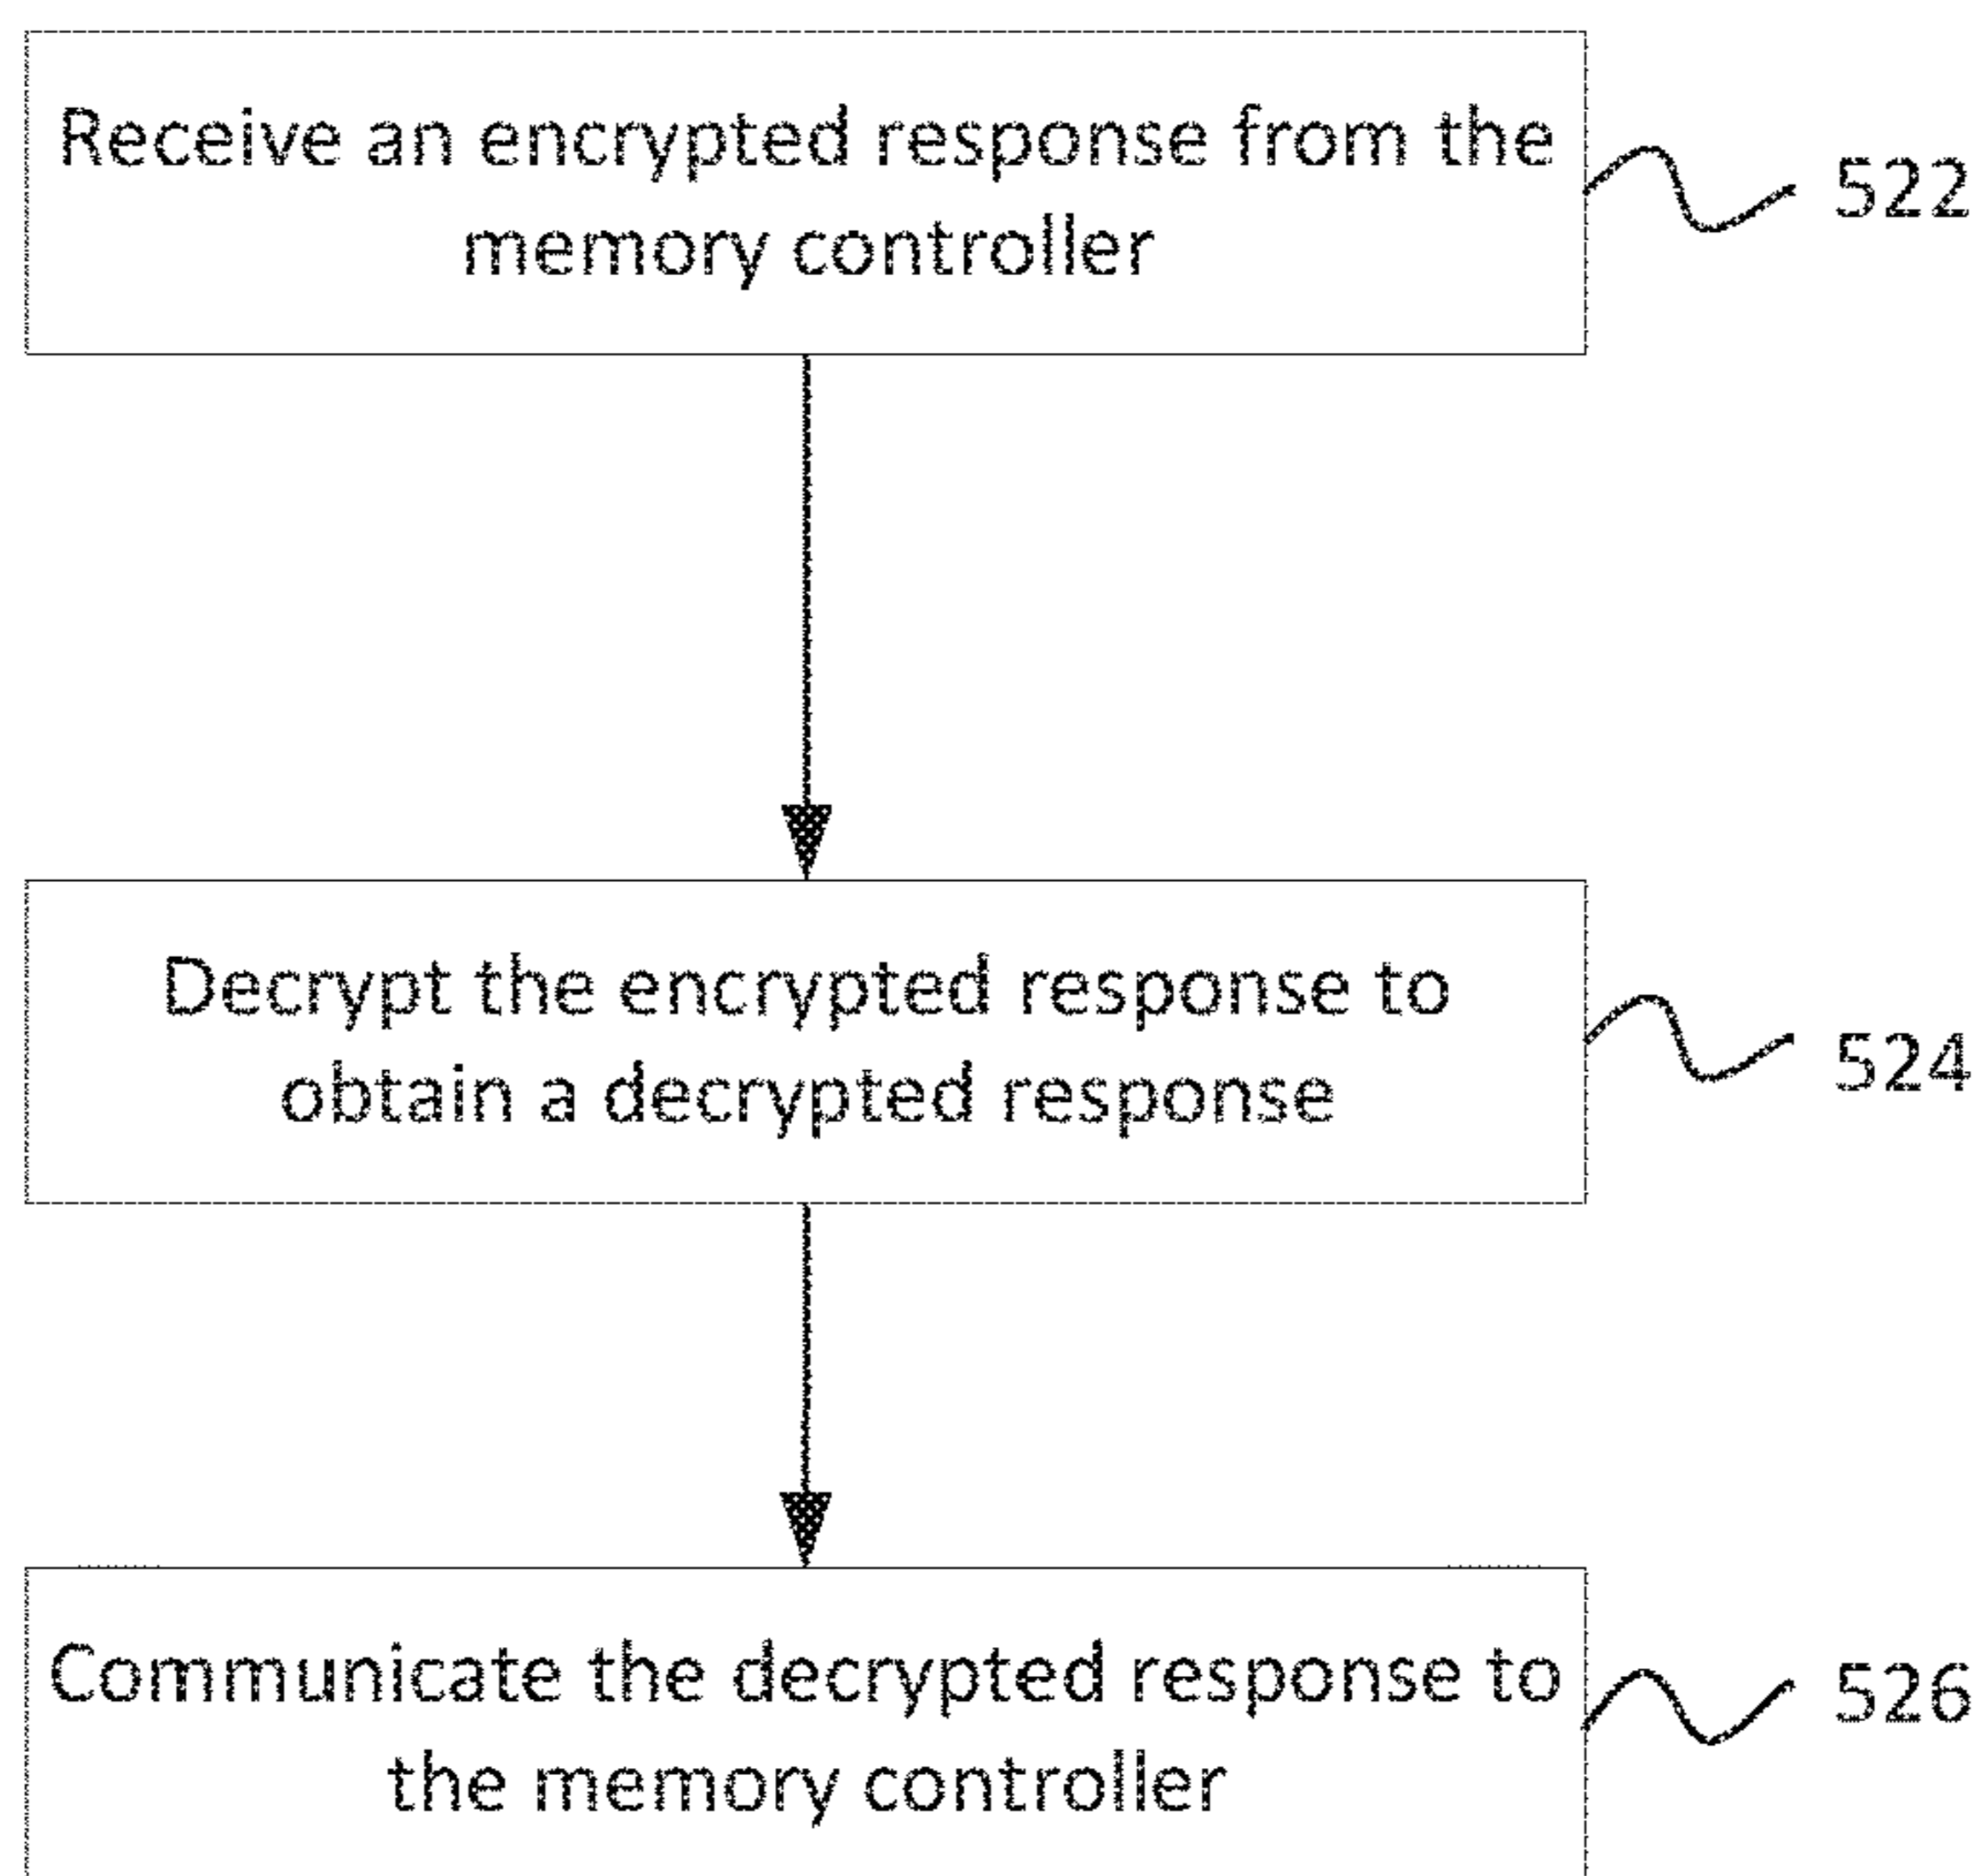 Receive an encrypted response from the
memory controller
522
Decrypt the encrypted response to
obtain a decrypted response
524
Communicate the decrypted response to
the memory controller
526